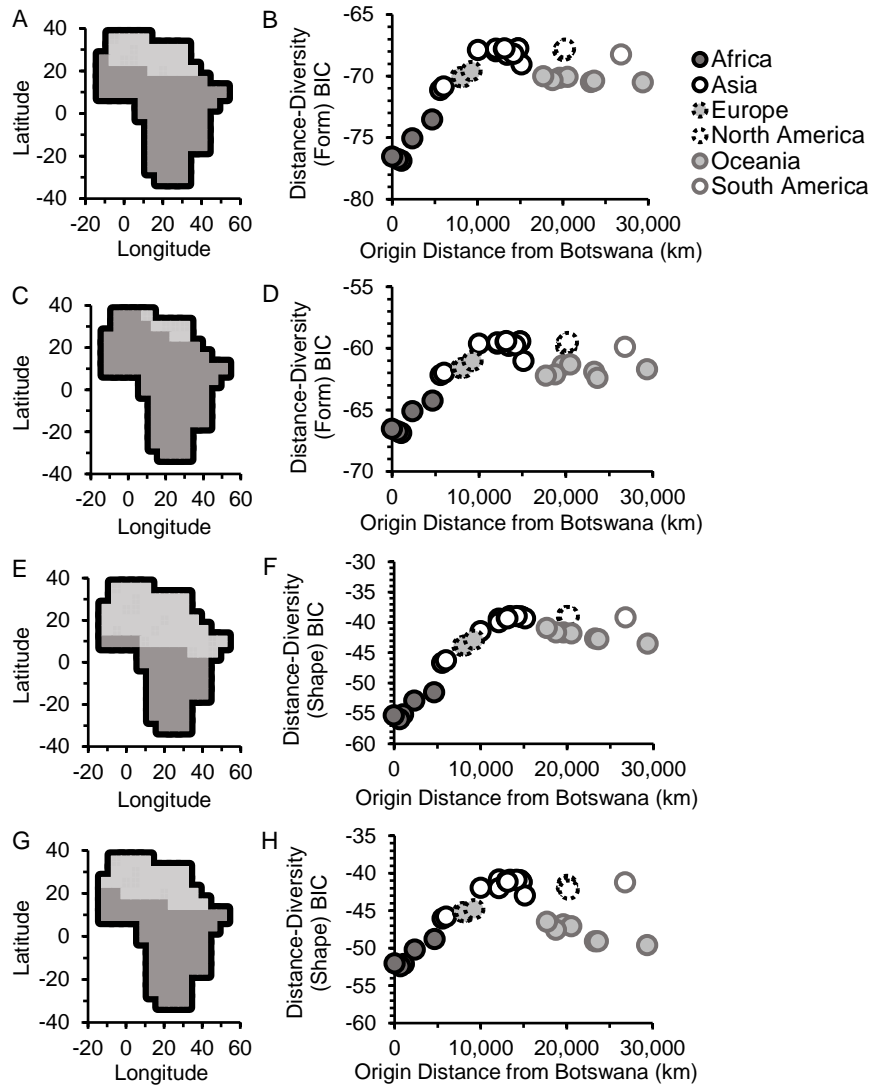 A
40
20
0
-20
-40
-20 0 20 40 60
Latitude
Longitude
B
-65
-70
-75
-80
0 10,000 20,000 30,000
Distance-Diversity
(Form) BIC
Origin Distance from Botswana (km)
Africa
Asia
Europe
North America
Oceania
South America
C
40
20
0
-20
-40
-20 0 20 40 60
Latitude
Longitude
D
-55
-60
-65
-70
0 10,000 20,000 30,000
Distance-Diversity
(Form) BIC
Origin Distance from Botswana (km)
E
40
20
0
-20
-40
-20 0 20 40 60
Latitude
Longitude
F
-30
-35
-40
-45
-50
-55
-60
0 10,000 20,000 30,000
Distance-Diversity
(Shape) BIC
Origin Distance from Botswana (km)
G
40
20
0
-20
-40
-20 0 20 40 60
Latitude
Longitude
H
-35
-40
-45
-50
-55
-60
0 10,000 20,000 30,000
Distance-Diversity
(Shape) BIC
Origin Distance from Botswana (km)